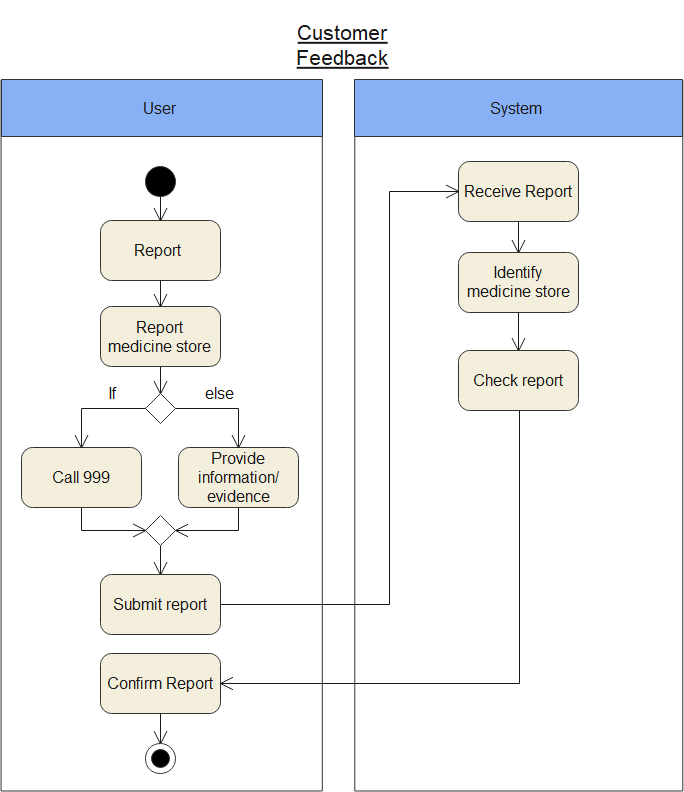 Customer
Feedback
User
System
Report
Report
medicine store
If
else
Call 999
Provide
information/
evidence
Submit report
Confirm Report
Receive Report
Identify
medicine store
Check report